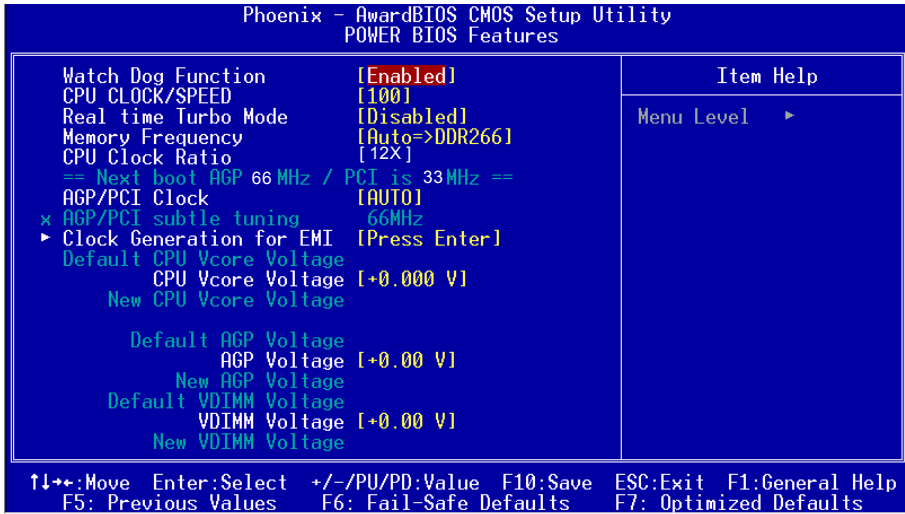 Phoenix - AwardBIOS CMOS Setup Utility
POWER BIOS Features
Watch Dog Function [Enabled]
CPU CLOCK/SPEED [100]
Real time Turbo Mode [Disabled]
Memory Frequency [Auto=>DDR266]
CPU Clock Ratio [12X]
== Next boot AGP 66 MHz / PCI is 33 MHz ==
AGP/PCI Clock [AUTO]
x AGP/PCI subtle tuning 66MHz
► Clock Generation for EMI [Press Enter]
Default CPU Vcore Voltage
CPU Vcore Voltage [+0.000 V]
New CPU Vcore Voltage
Default AGP Voltage
AGP Voltage [+0.00 V]
New AGP Voltage
Default VDIMM Voltage
VDIMM Voltage [+0.00 V]
New VDIMM Voltage
Item Help
Menu Level ►
↑↓→←:Move Enter:Select +/-/PU/PD:Value F10:Save ESC:Exit F1:General Help
F5: Previous Values F6: Fail-Safe Defaults F7: Optimized Defaults